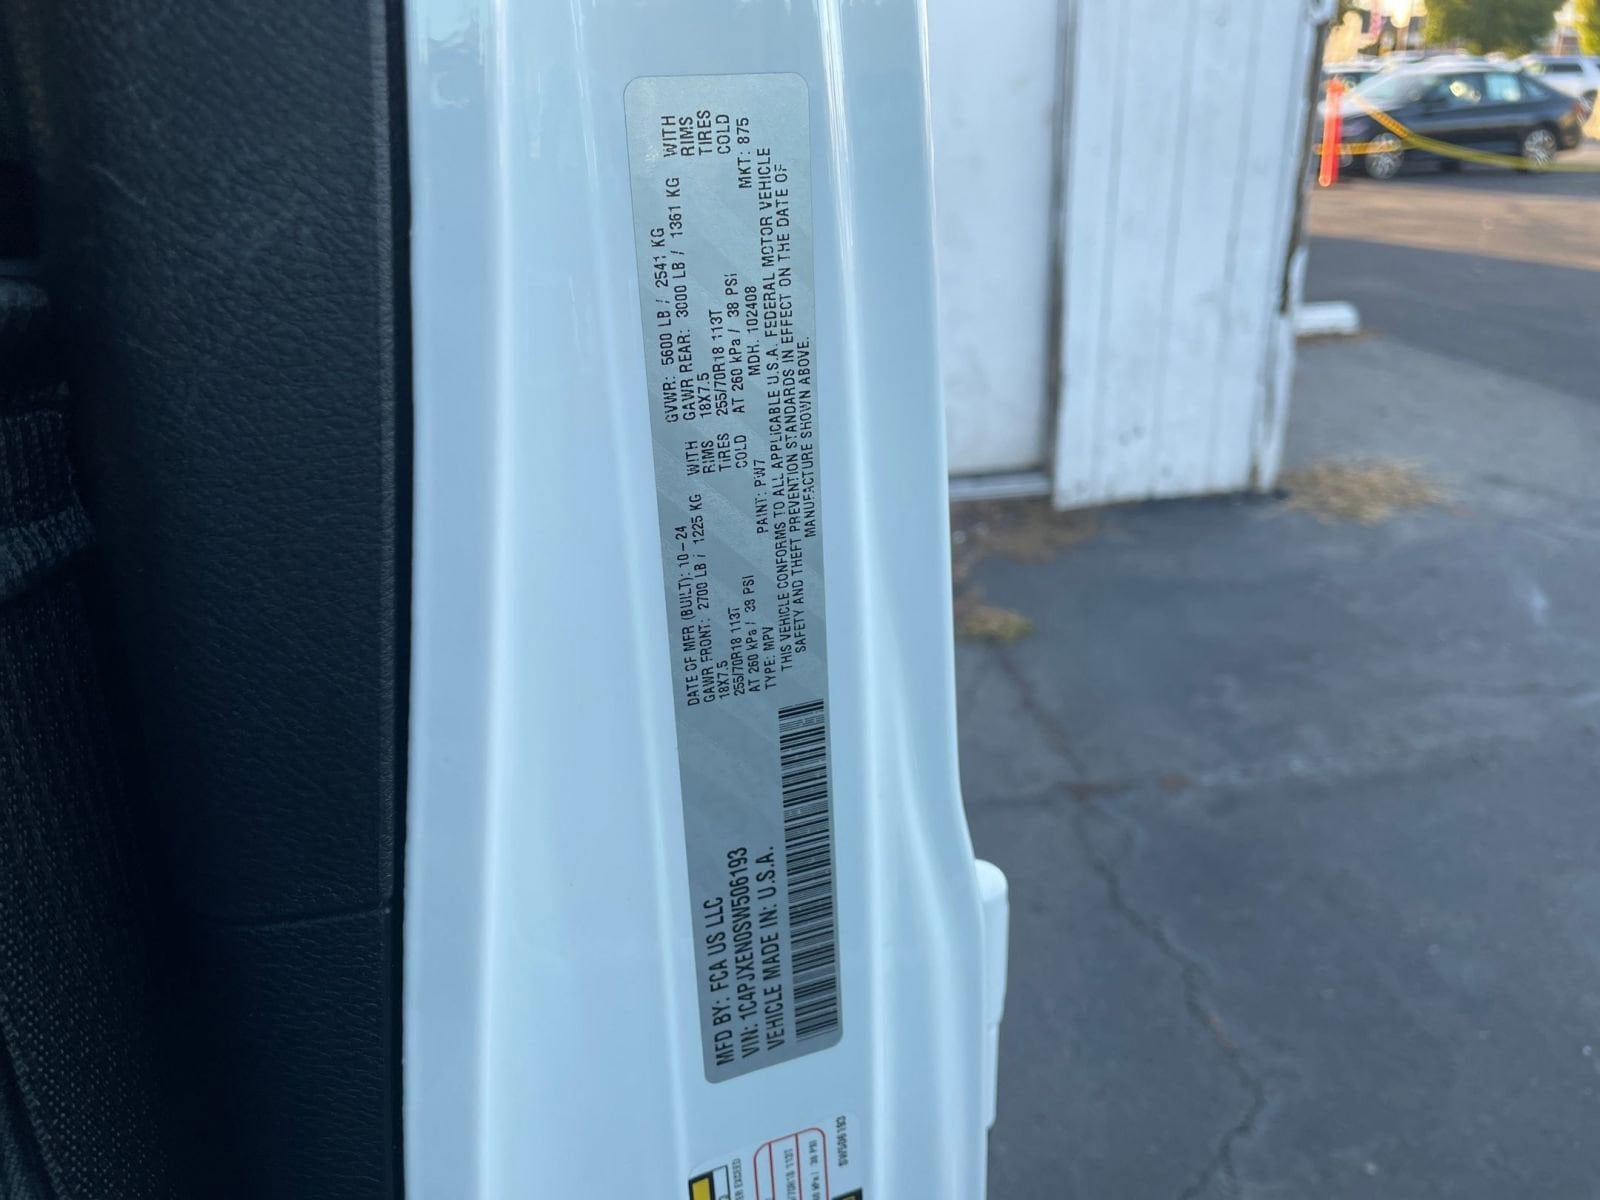 MFD BY: FCA US LLC
VIN: 1C4PJXEN0SW506193
VEHICLE MADE IN: U.S.A.
DATE OF MFR (BUILT): 10-24
GAWR FRONT: 2700 LB / 1225 KG WITH
18X7.5 RIMS
255/70R18 113T TIRES
AT 260 kPa / 38 PSI COLD
GVWR: 5600 LB / 2541 KG
GAWR REAR: 3000 LB / 1361 KG WITH
18X7.5 RIMS
255/70R18 113T TIRES
AT 260 kPa / 38 PSI COLD
TYPE: MPV PAINT: PW7 MDH: 102408 MKT: 875
THIS VEHICLE CONFORMS TO ALL APPLICABLE U.S.A. FEDERAL MOTOR VEHICLE
SAFETY AND THEFT PREVENTION STANDARDS IN EFFECT ON THE DATE OF
MANUFACTURE SHOWN ABOVE.
SW506193